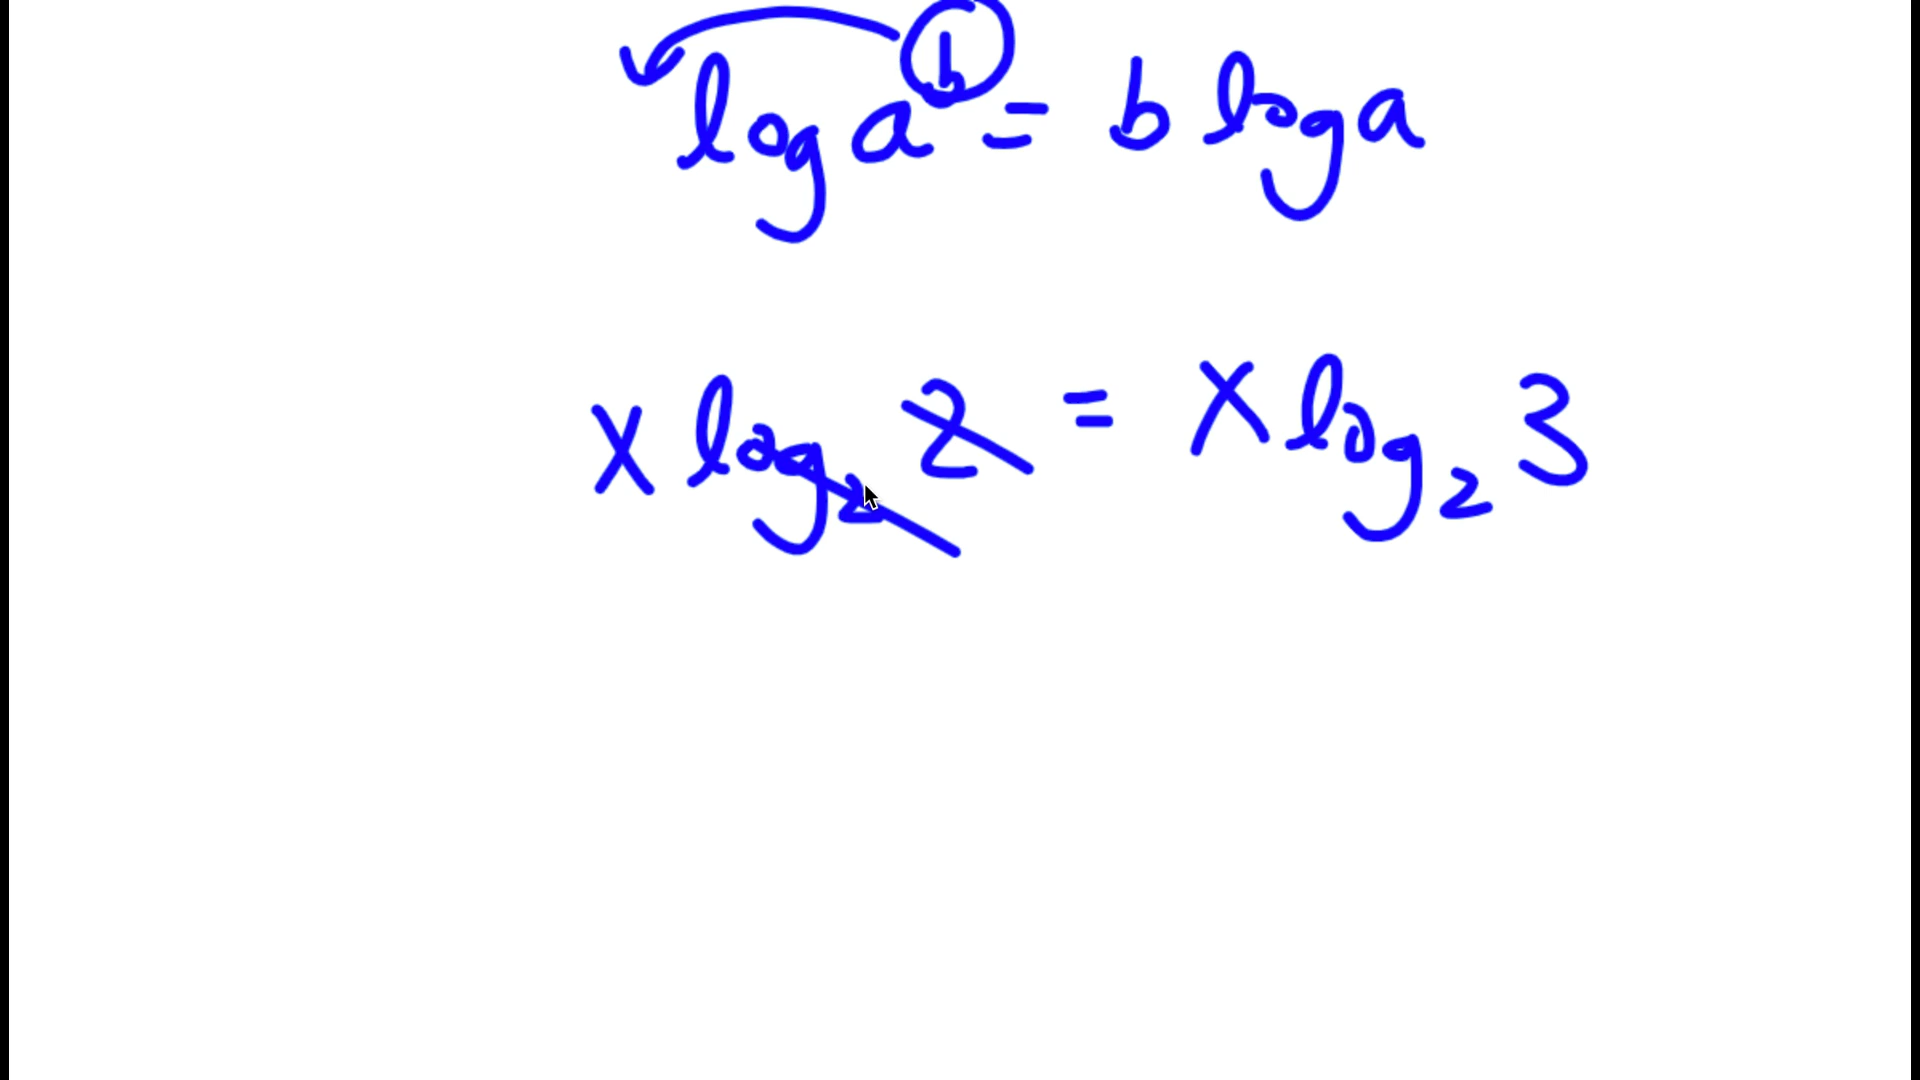 log a^b = b log a
x log₂ 2 = x log₂ 3